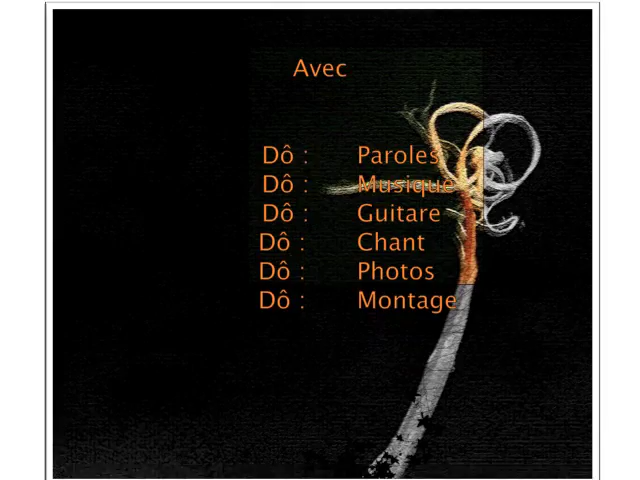 Avec
Dô : Paroles
Dô : Musique
Dô : Guitare
Dô : Chant
Dô : Photos
Dô : Montage